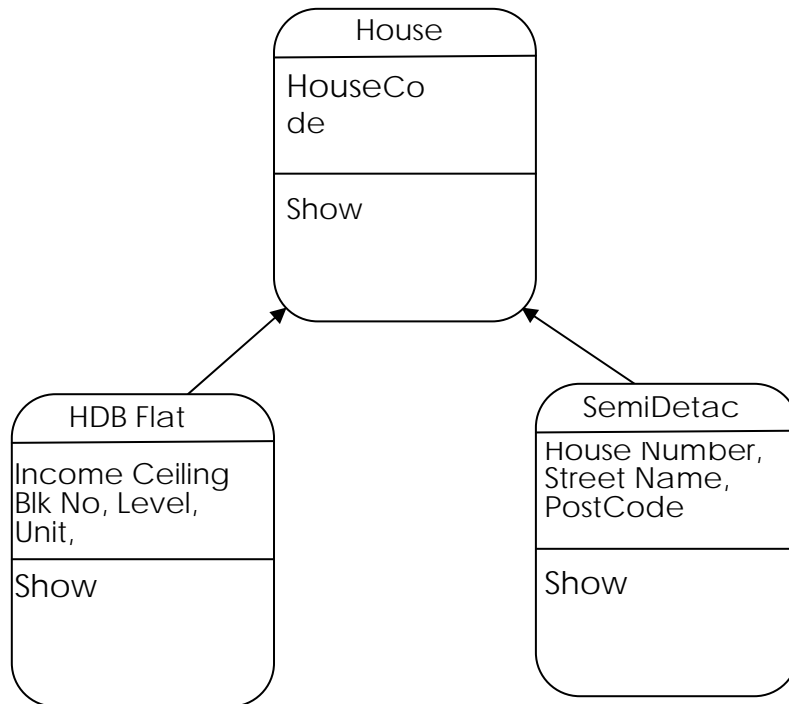 House
HouseCo
de
Show
HDB Flat
Income Ceiling
Blk No, Level,
Unit,
Show
SemiDetac
House Number,
Street Name,
PostCode
Show